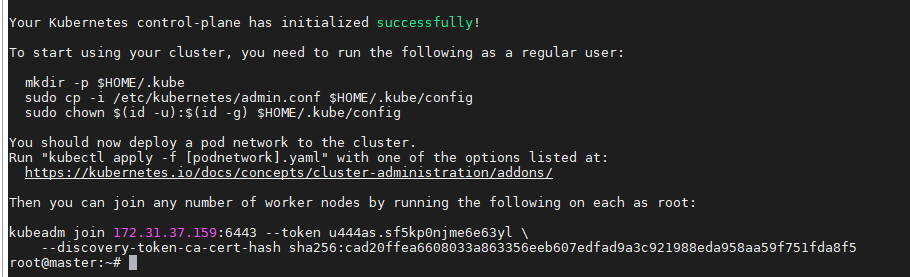 Your Kubernetes control-plane has initialized successfully!
To start using your cluster, you need to run the following as a regular user:
mkdir -p $HOME/.kube
sudo cp -i /etc/kubernetes/admin.conf $HOME/.kube/config
sudo chown $(id -u):$(id -g) $HOME/.kube/config
You should now deploy a pod network to the cluster.
Run "kubectl apply -f [podnetwork].yaml" with one of the options listed at:
https://kubernetes.io/docs/concepts/cluster-administration/addons/
Then you can join any number of worker nodes by running the following on each as root:
kubeadm join 172.31.37.159:6443 --token u444as.sf5kp0njme6e63yl \
--discovery-token-ca-cert-hash sha256:cad20ffea6608033a863356eeb607edfad9a3c921988eda958aa59f751fda8f5
root@master:~#